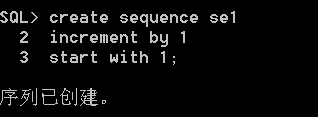 SQL> create sequence se1
  2  increment by 1
  3  start with 1;
序列已创建。